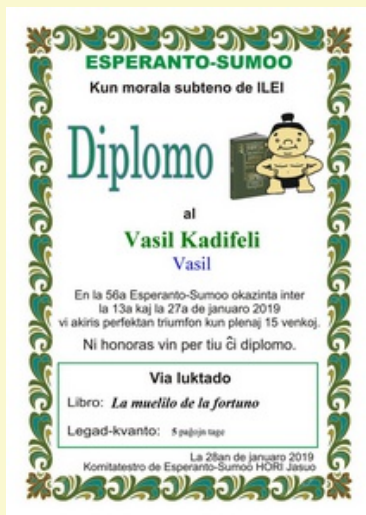 ESPERANTO-SUMOO
Kun morala subteno de ILEI
Diplomo
al
Vasil Kadifeli
Vasil
En la 56a Esperanto-Sumoo okazinta inter
la 13a kaj la 27a de januaro 2019
vi akiris perfektan triumfon kun plenaj 15 venkoj.
Ni honoras vin per tiu ĉi diplomo.
Via luktado
Libro: La muelilo de la fortuno
Legad-kvanto: 5 paĝojn tage
La 28an de januaro 2019
Komitatestro de Esperanto-Sumoo HORI Jasuo